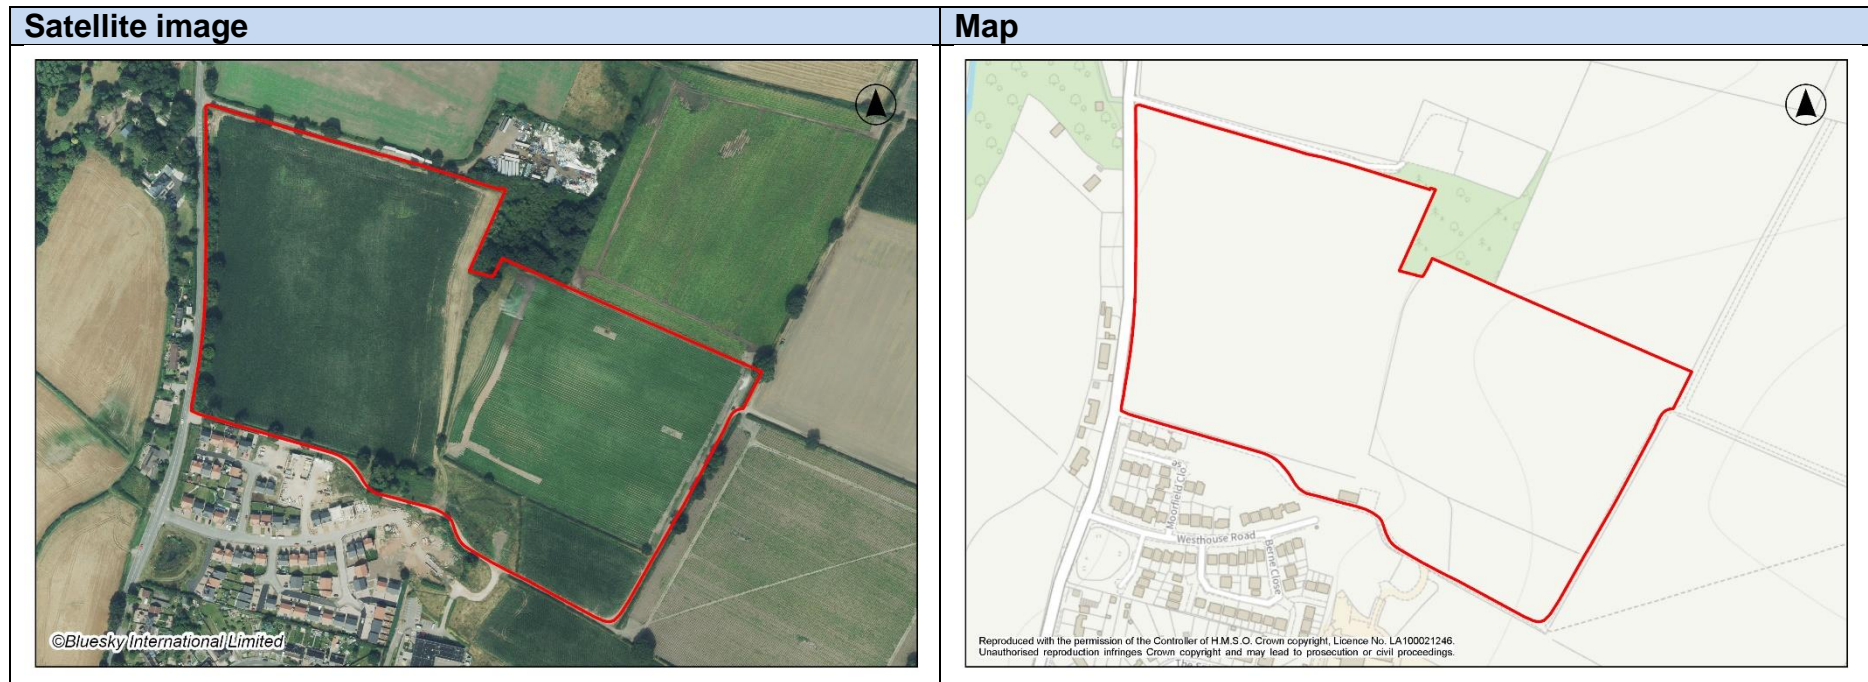 Satellite image
Map
©Bluesky International Limited
Moorfield Clo
Westhouse Road
Berne Close
Reproduced with the permission of the Controller of H.M.S.O. Crown copyright, Licence No. LA100021246.
Unauthorised reproduction infringes Crown copyright and may lead to prosecution or civil proceedings.